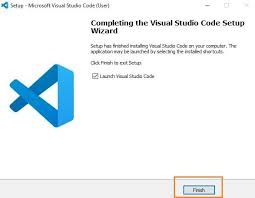 Setup - Microsoft Visual Studio Code (User)
Completing the Visual Studio Code Setup
Wizard
Setup has finished installing Visual Studio Code on your computer. The
application may be launched by selecting the installed shortcuts.
Click Finish to exit Setup.
Launch Visual Studio Code
Finish